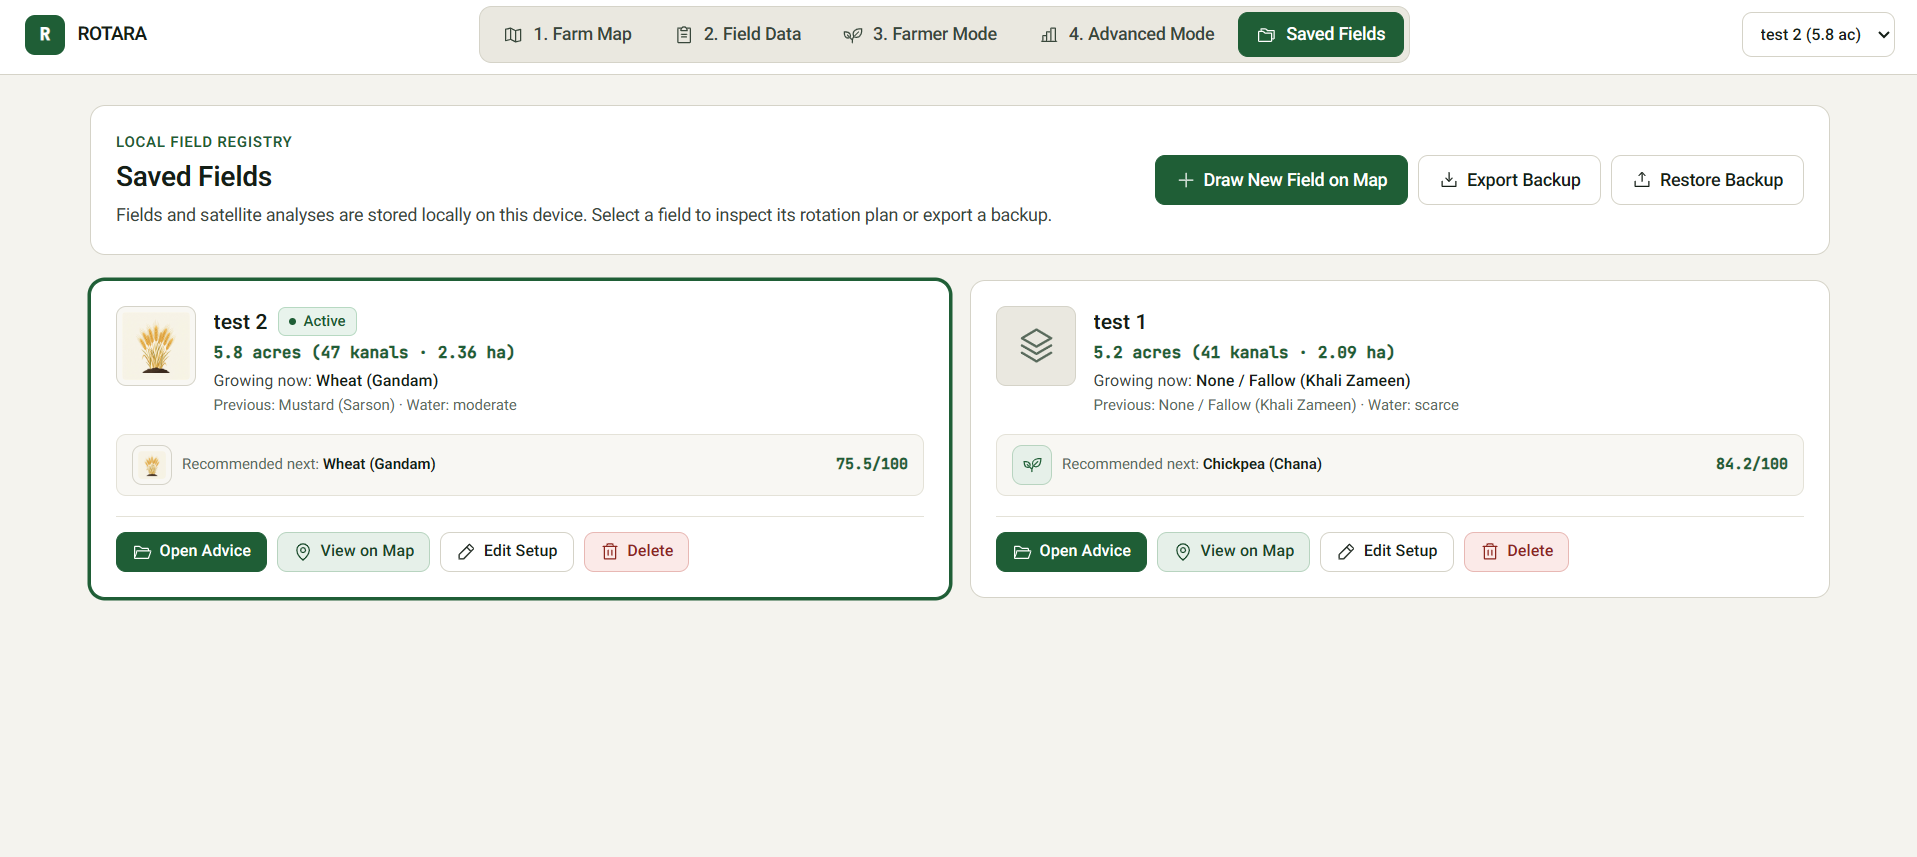 R ROTARA
1. Farm Map
2. Field Data
3. Farmer Mode
4. Advanced Mode
Saved Fields
test 2 (5.8 ac)
LOCAL FIELD REGISTRY
Saved Fields
Fields and satellite analyses are stored locally on this device. Select a field to inspect its rotation plan or export a backup.
Draw New Field on Map
Export Backup
Restore Backup
test 2
Active
5.8 acres (47 kanals · 2.36 ha)
Growing now: Wheat (Gandam)
Previous: Mustard (Sarson) · Water: moderate
Recommended next: Wheat (Gandam)
75.5/100
Open Advice
View on Map
Edit Setup
Delete
test 1
5.2 acres (41 kanals · 2.09 ha)
Growing now: None / Fallow (Khali Zameen)
Previous: None / Fallow (Khali Zameen) · Water: scarce
Recommended next: Chickpea (Chana)
84.2/100
Open Advice
View on Map
Edit Setup
Delete